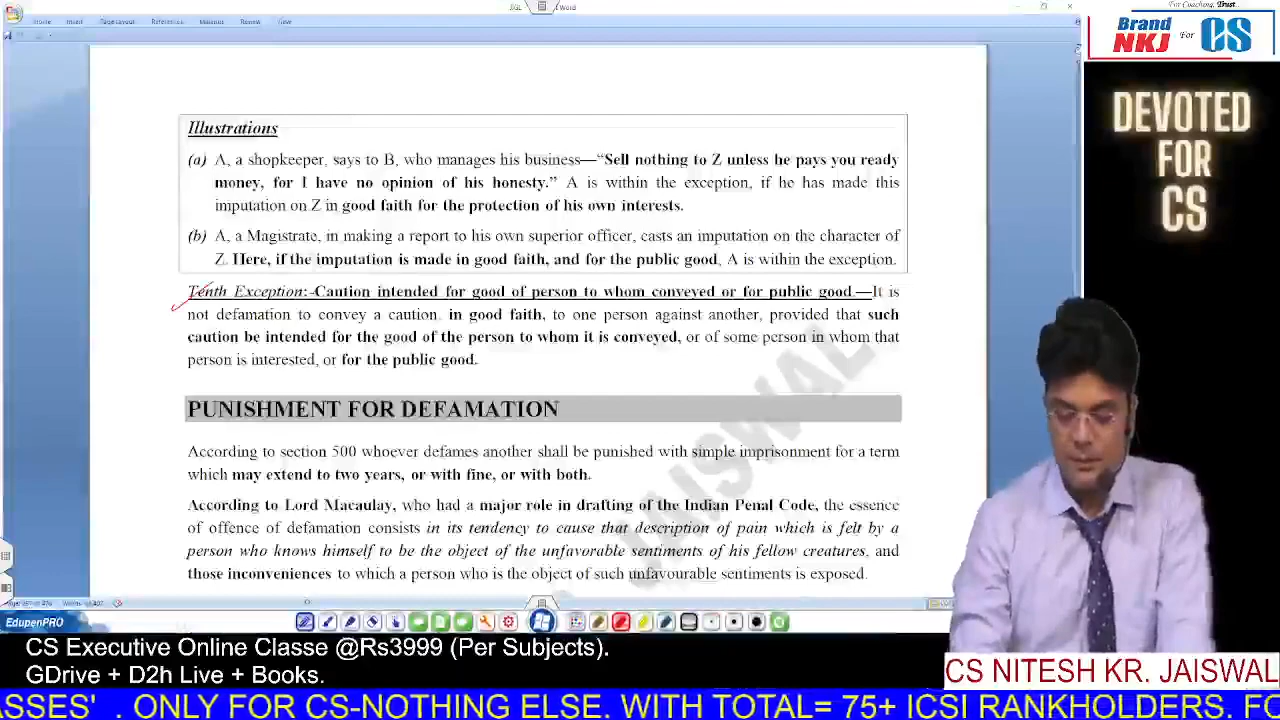 For Coaching, Trust..
Brand NKJ For CS
Word
Home Insert Page Layout References Review View
DEVOTED
FOR
CS
Illustrations
(a) A, a shopkeeper, says to B, who manages his business—“Sell nothing to Z unless he pays you ready
money, for I have no opinion of his honesty.” A is within the exception, if he has made this
imputation on Z in good faith for the protection of his own interests.
(b) A, a Magistrate, in making a report to his own superior officer, casts an imputation on the character of
Z. Here, if the imputation is made in good faith, and for the public good, A is within the exception.
Tenth Exception:-Caution intended for good of person to whom conveyed or for public good.—It is
not defamation to convey a caution, in good faith, to one person against another, provided that such
caution be intended for the good of the person to whom it is conveyed, or of some person in whom that
person is interested, or for the public good.
PUNISHMENT FOR DEFAMATION
According to section 500 whoever defames another shall be punished with simple imprisonment for a term
which may extend to two years, or with fine, or with both.
According to Lord Macaulay, who had a major role in drafting of the Indian Penal Code, the essence
of offence of defamation consists in its tendency to cause that description of pain which is felt by a
person who knows himself to be the object of the unfavorable sentiments of his fellow creatures, and
those inconveniences to which a person who is the object of such unfavourable sentiments is exposed.
JAISWAL
EdupenPRO
CS Executive Online Classe @Rs3999 (Per Subjects).
GDrive + D2h Live + Books.
CS NITESH KR. JAISWAL
ASSES' . ONLY FOR CS-NOTHING ELSE. WITH TOTAL= 75+ ICSI RANKHOLDERS. FO